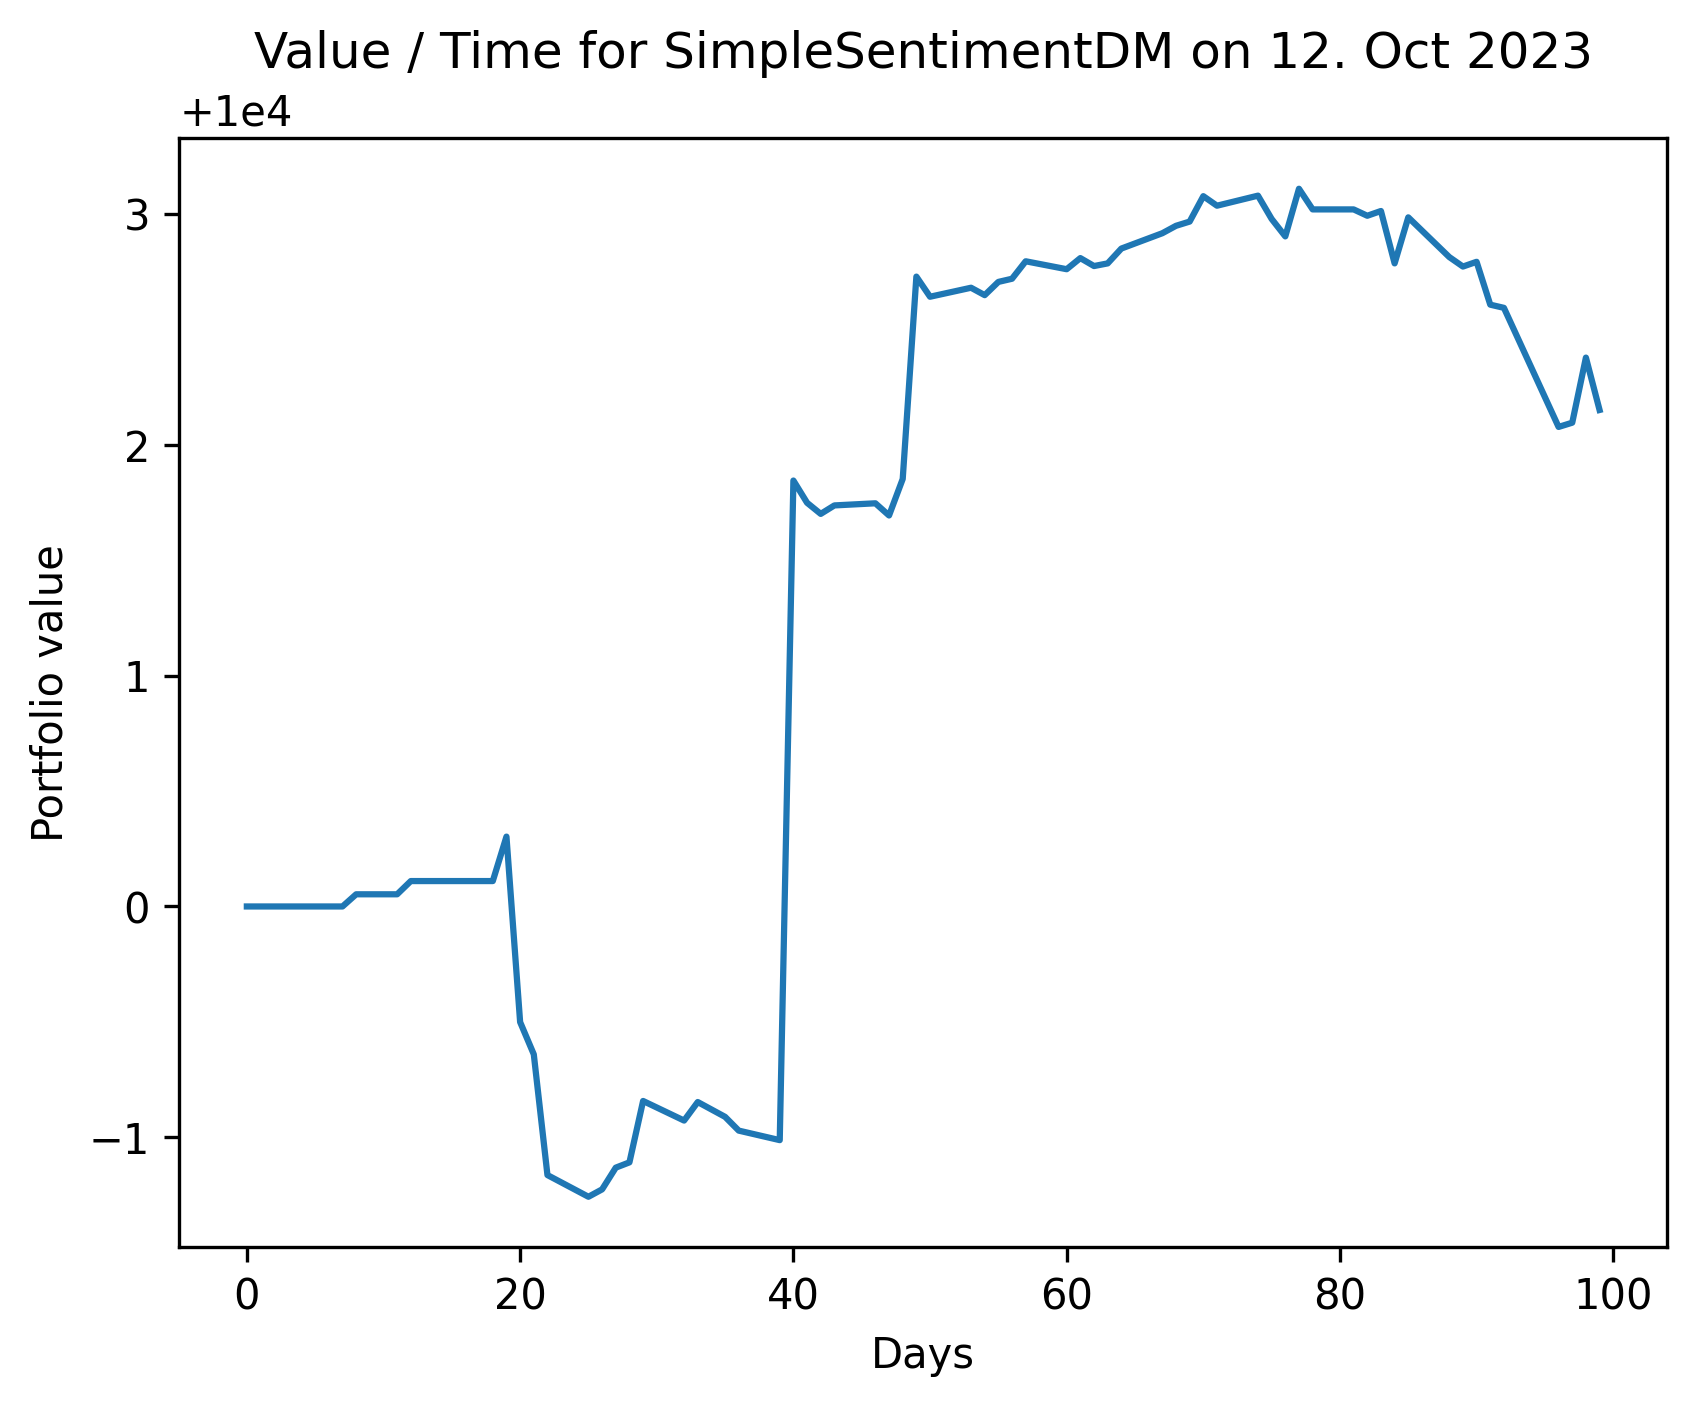 Value / Time for SimpleSentimentDM on 12. Oct 2023
+1e4
3
2
1
0
−1
Portfolio value
0 20 40 60 80 100
Days